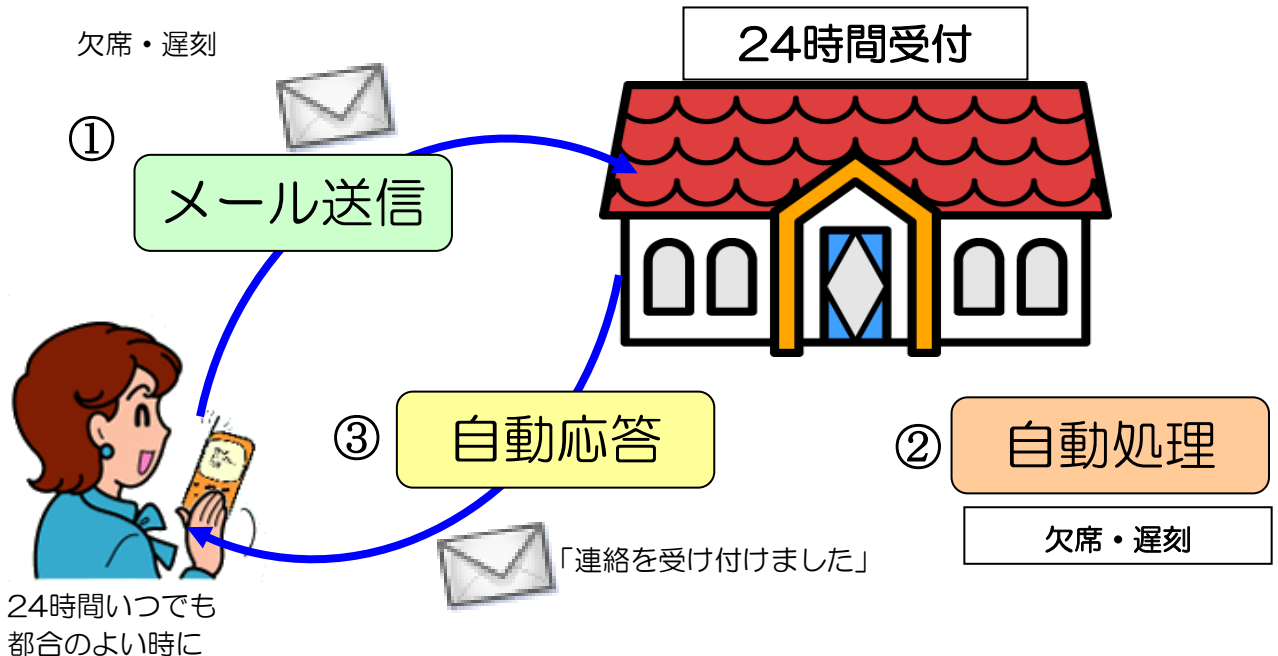 欠席・遅刻
24時間受付
①
メール送信
③
自動応答
②
自動処理
欠席・遅刻
「連絡を受け付けました」
24時間いつでも
都合のよい時に